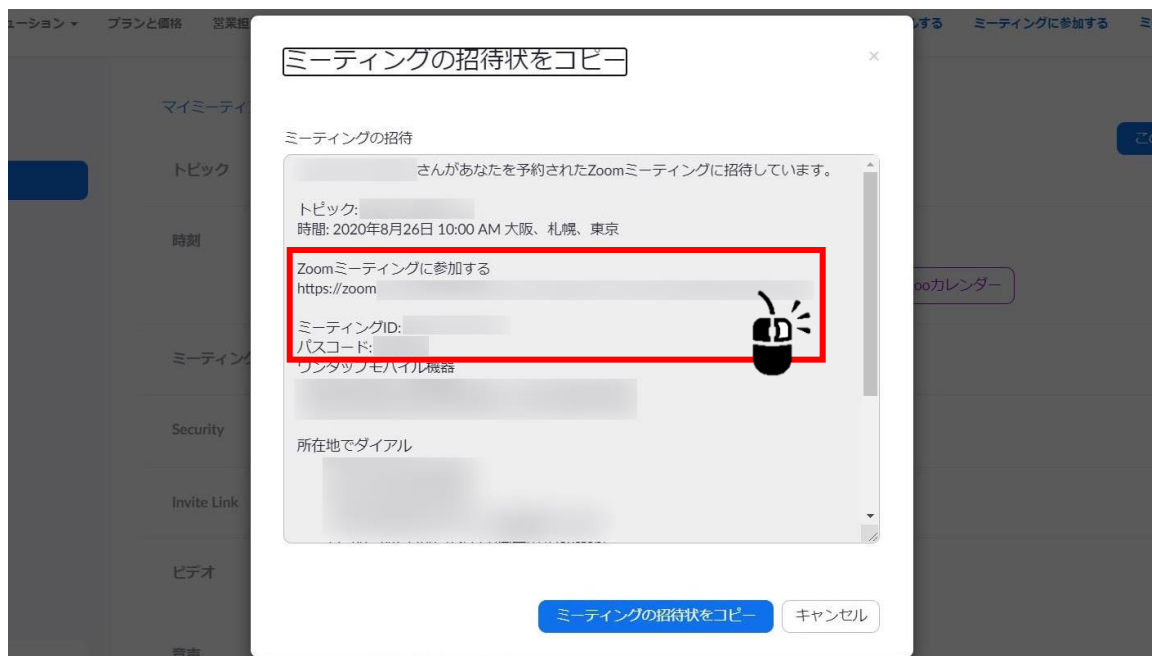 ューション プランと価格 営業担 する ミーティングに参加する ミ
ミーティングの招待状をコピー
×
マイミーティ
ミーティングの招待
さんがあなたを予約されたZoomミーティングに招待しています。
トピック
トピック:
時間: 2020年8月26日 10:00 AM 大阪、札幌、東京
時刻
Zoomミーティングに参加する
https://zoom
ooカレンダー
ミーティングID:
パスコード:
ミーティング
ワンタップモバイル機器
Security
所在地でダイアル
Invite Link
ビデオ
ミーティングの招待状をコピー キャンセル
音声